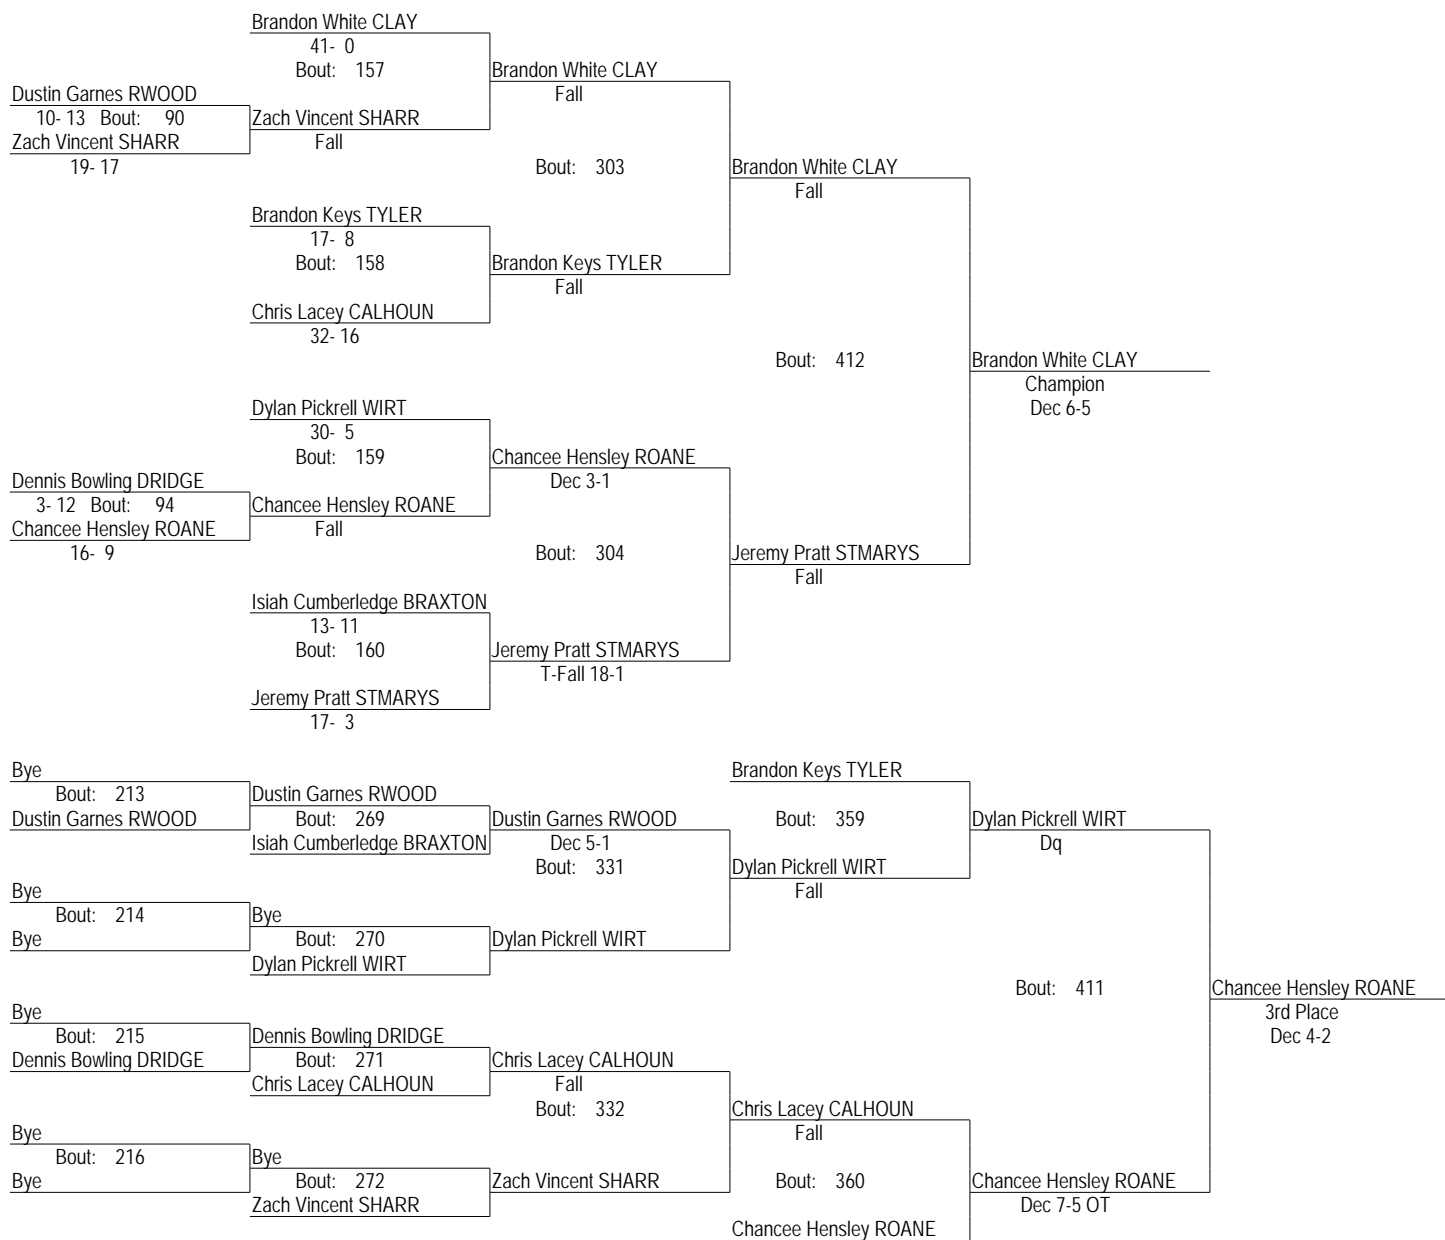 Brandon White CLAY
41- 0
Bout: 157
Brandon White CLAY
Fall
Dustin Garnes RWOOD
10- 13 Bout: 90
Zach Vincent SHARR
19- 17
Zach Vincent SHARR
Fall
Bout: 303
Brandon White CLAY
Fall
Brandon Keys TYLER
17- 8
Bout: 158
Brandon Keys TYLER
Fall
Chris Lacey CALHOUN
32- 16
Bout: 412
Brandon White CLAY
Champion
Dec 6-5
Dylan Pickrell WIRT
30- 5
Bout: 159
Chancee Hensley ROANE
Dec 3-1
Dennis Bowling DRIDGE
3- 12 Bout: 94
Chancee Hensley ROANE
16- 9
Chancee Hensley ROANE
Fall
Bout: 304
Jeremy Pratt STMARYS
Fall
Isiah Cumberledge BRAXTON
13- 11
Bout: 160
Jeremy Pratt STMARYS
T-Fall 18-1
Jeremy Pratt STMARYS
17- 3
Bye
Bout: 213
Dustin Garnes RWOOD
Dustin Garnes RWOOD
Bout: 269
Isiah Cumberledge BRAXTON
Dustin Garnes RWOOD
Dec 5-1
Bout: 331
Brandon Keys TYLER
Bout: 359
Dylan Pickrell WIRT
Fall
Dylan Pickrell WIRT
Dq
Bye
Bout: 214
Bye
Bye
Bout: 270
Dylan Pickrell WIRT
Dylan Pickrell WIRT
Bout: 411
Chancee Hensley ROANE
3rd Place
Dec 4-2
Bye
Bout: 215
Dennis Bowling DRIDGE
Dennis Bowling DRIDGE
Bout: 271
Chris Lacey CALHOUN
Chris Lacey CALHOUN
Fall
Bout: 332
Chris Lacey CALHOUN
Fall
Bye
Bout: 216
Bye
Bye
Bout: 272
Zach Vincent SHARR
Zach Vincent SHARR
Bout: 360
Chancee Hensley ROANE
Chancee Hensley ROANE
Dec 7-5 OT